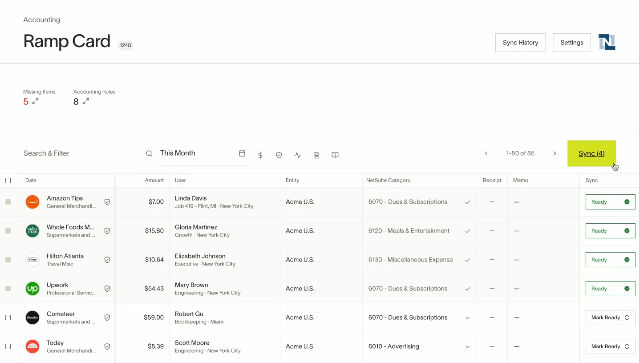 Accounting
Ramp Card 1248
Sync History Settings
Missing Items Accounting Rules
5 8
Search & Filter This Month 1-50 of 85 Sync (4)
Date Amount User Entity NetSuite Category Receipt Memo Sync
Amazon Tips $7.00 Linda Davis Acme U.S. 6070 - Dues & Subscriptions — — Ready
General Merchandi... Job 419 - Flint, MI · New York City
Whole Foods M... $15.80 Gloria Martinez Acme U.S. 6120 - Meals & Entertainment — — Ready
Supermarkets and ... Growth · New York City
Hilton Atlanta $10.64 Elizabeth Johnson Acme U.S. 6130 - Miscellaneous Expense — — Ready
Travel Misc Executive · New York City
Upwork $54.43 Mary Brown Acme U.S. 6070 - Dues & Subscriptions — — Ready
Professional Servic... Engineering · New York City
Cometeer $59.00 Robert Gu Acme U.S. 6070 - Dues & Subscriptions — — Mark Ready
Supermarkets and ... Bookkeeping · Miami
Today $5.39 Scott Moore Acme U.S. 6010 - Advertising — — Mark Ready
General Merchandi... Engineering · New York City